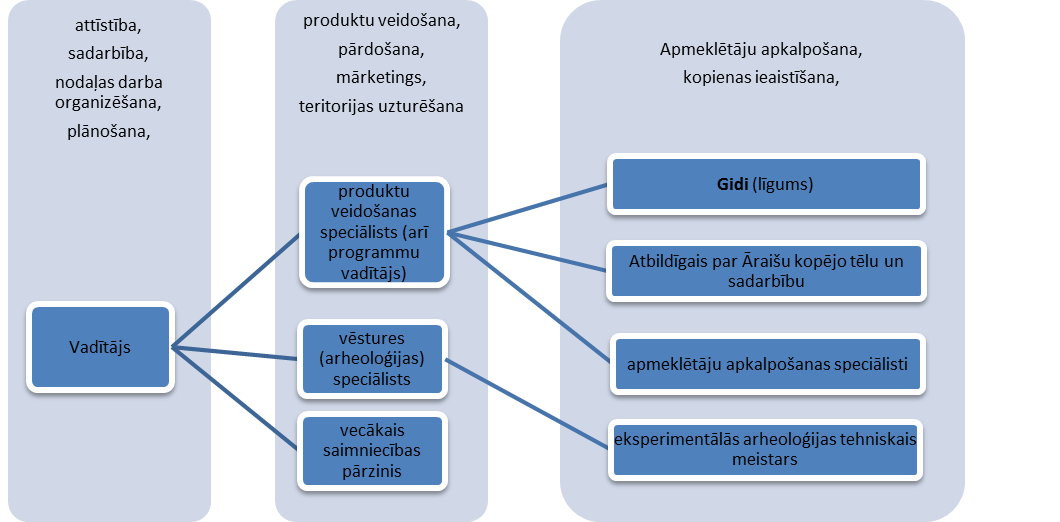 attīstība,
sadarbība,
nodaļas darba
organizēšana,
plānošana,
produktu veidošana,
pārdošana,
mārketings,
teritorijas uzturēšana
Apmeklētāju apkalpošana,
kopienas ieaistīšana,
Vadītājs
produktu
veidošanas
speciālists (arī
programmu
vadītājs)
vēstures
(arheoloģijas)
speciālists
vecākais
saimniecības
pārzinis
Gidi (līgums)
Atbildīgais par Āraišu kopējo tēlu un
sadarbību
apmeklētāju apkalpošanas speciālisti
eksperimentālās arheoloģijas tehniskais
meistars